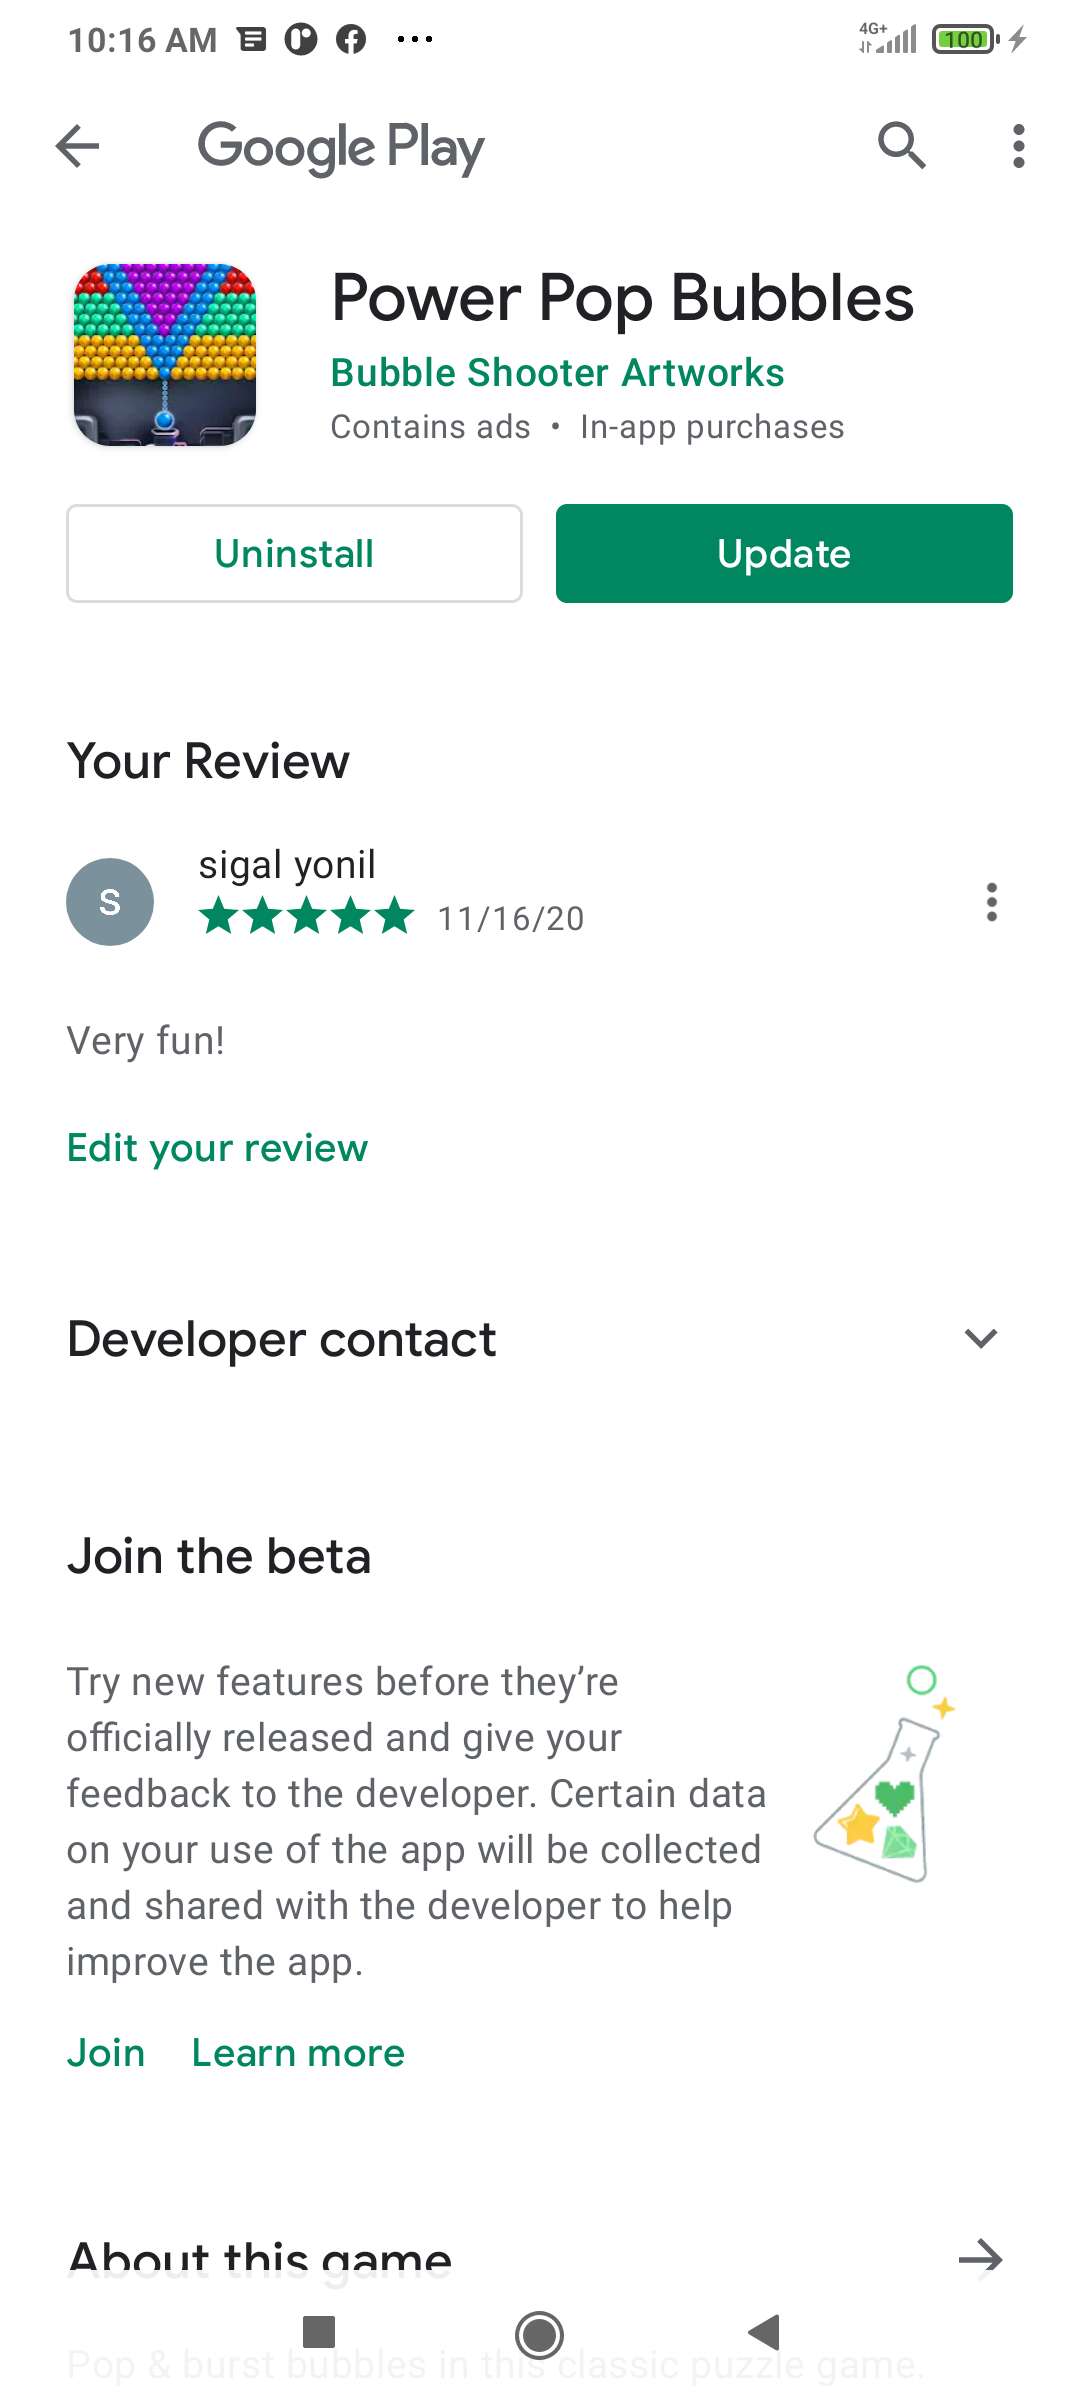 10:16 AM 4G+ 100
Google Play
Power Pop Bubbles
Bubble Shooter Artworks
Contains ads • In-app purchases
Uninstall Update
Your Review
S sigal yonil
11/16/20
Very fun!
Edit your review
Developer contact
Join the beta
Try new features before they’re
officially released and give your
feedback to the developer. Certain data
on your use of the app will be collected
and shared with the developer to help
improve the app.
Join Learn more
About this game
Pop & burst bubbles in this classic puzzle game.